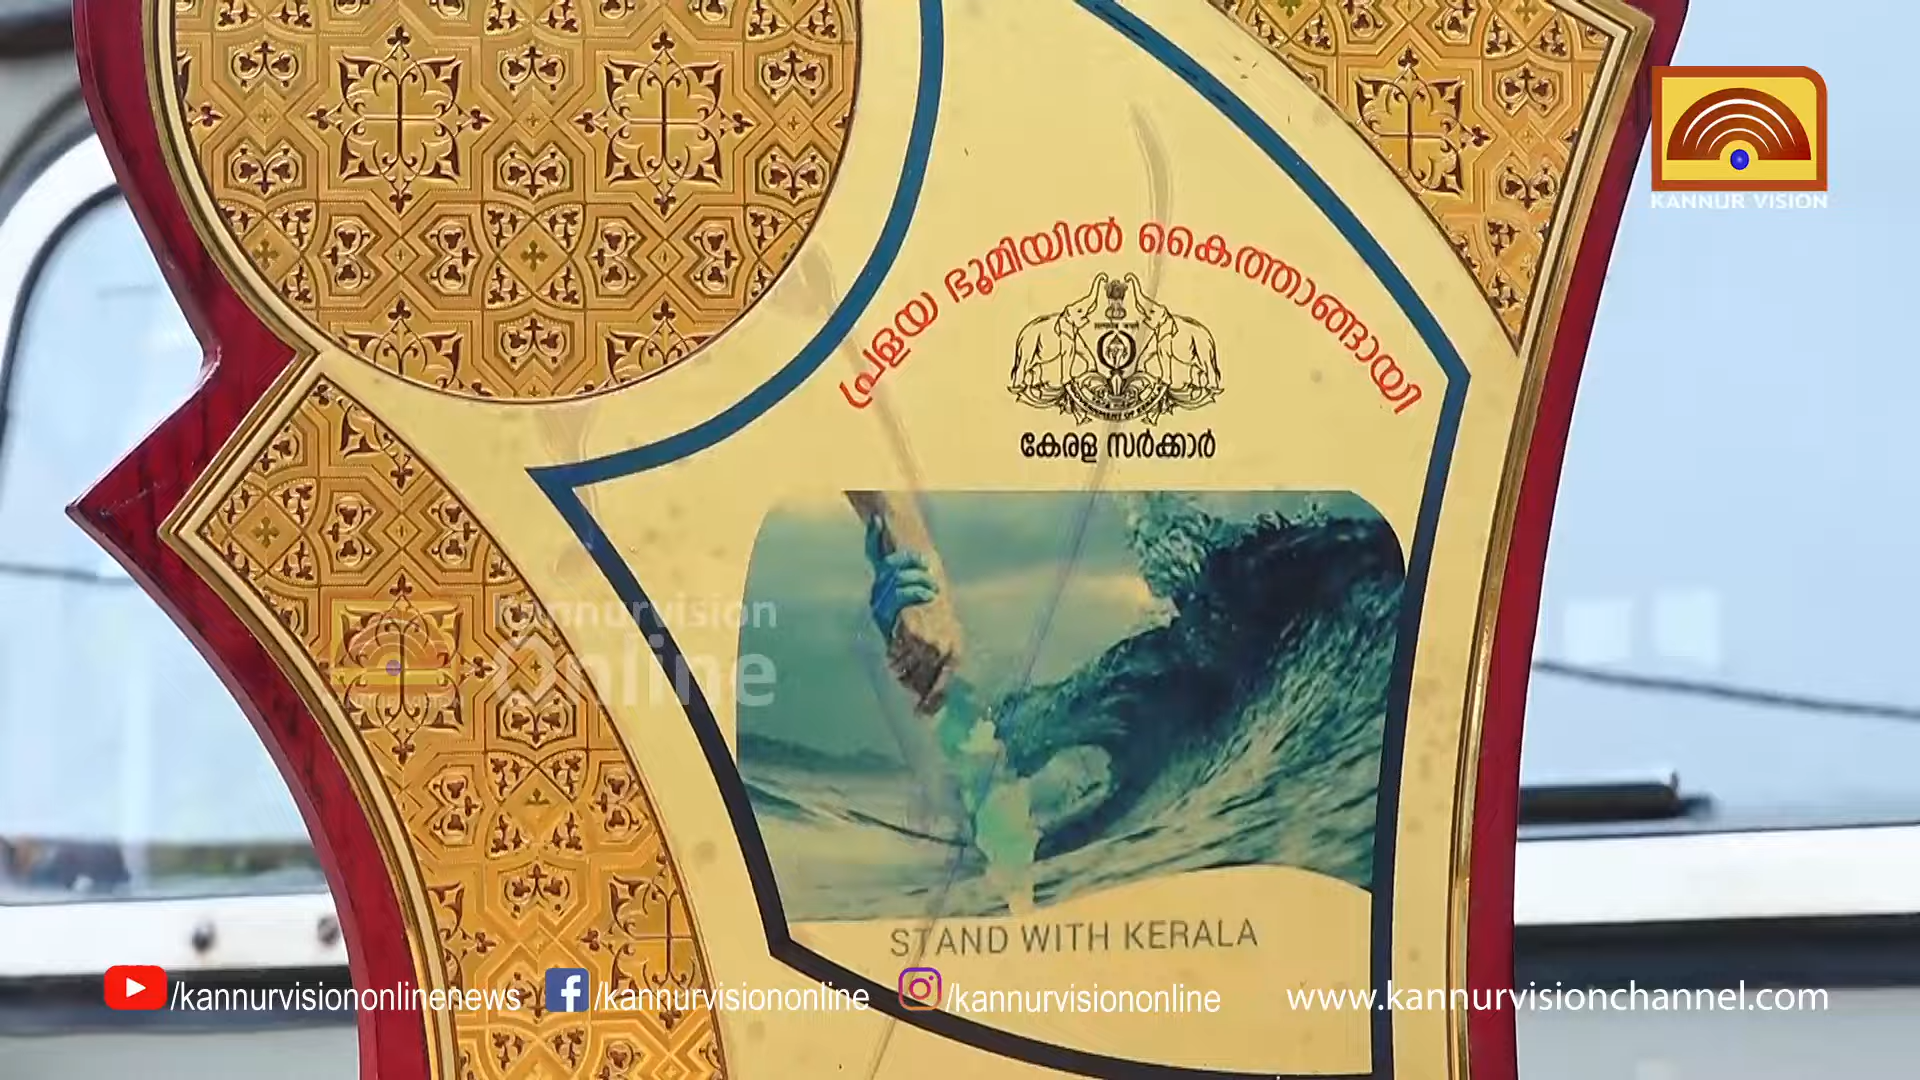 KANNUR VISION
പ്രളയ ഭൂമിയിൽ കൈത്താങ്ങായി
കേരള സർക്കാർ
Kannurvision
Online
STAND WITH KERALA
/kannurvisiononlinenews
/kannurvisiononline
/kannurvisiononline
www.kannurvisionchannel.com